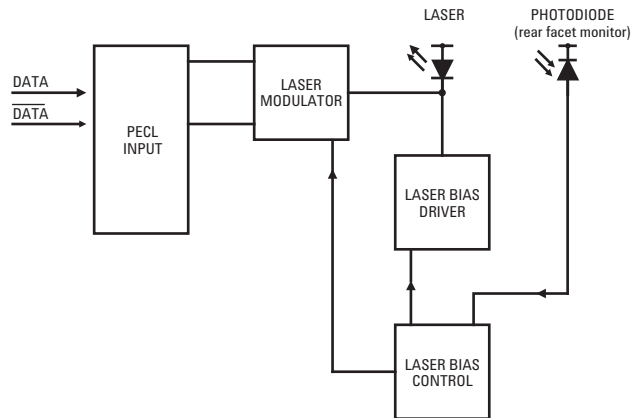 LASER
PHOTODIODE
(rear facet monitor)
DATA
DATA
PECL
INPUT
LASER
MODULATOR
LASER BIAS
DRIVER
LASER BIAS
CONTROL